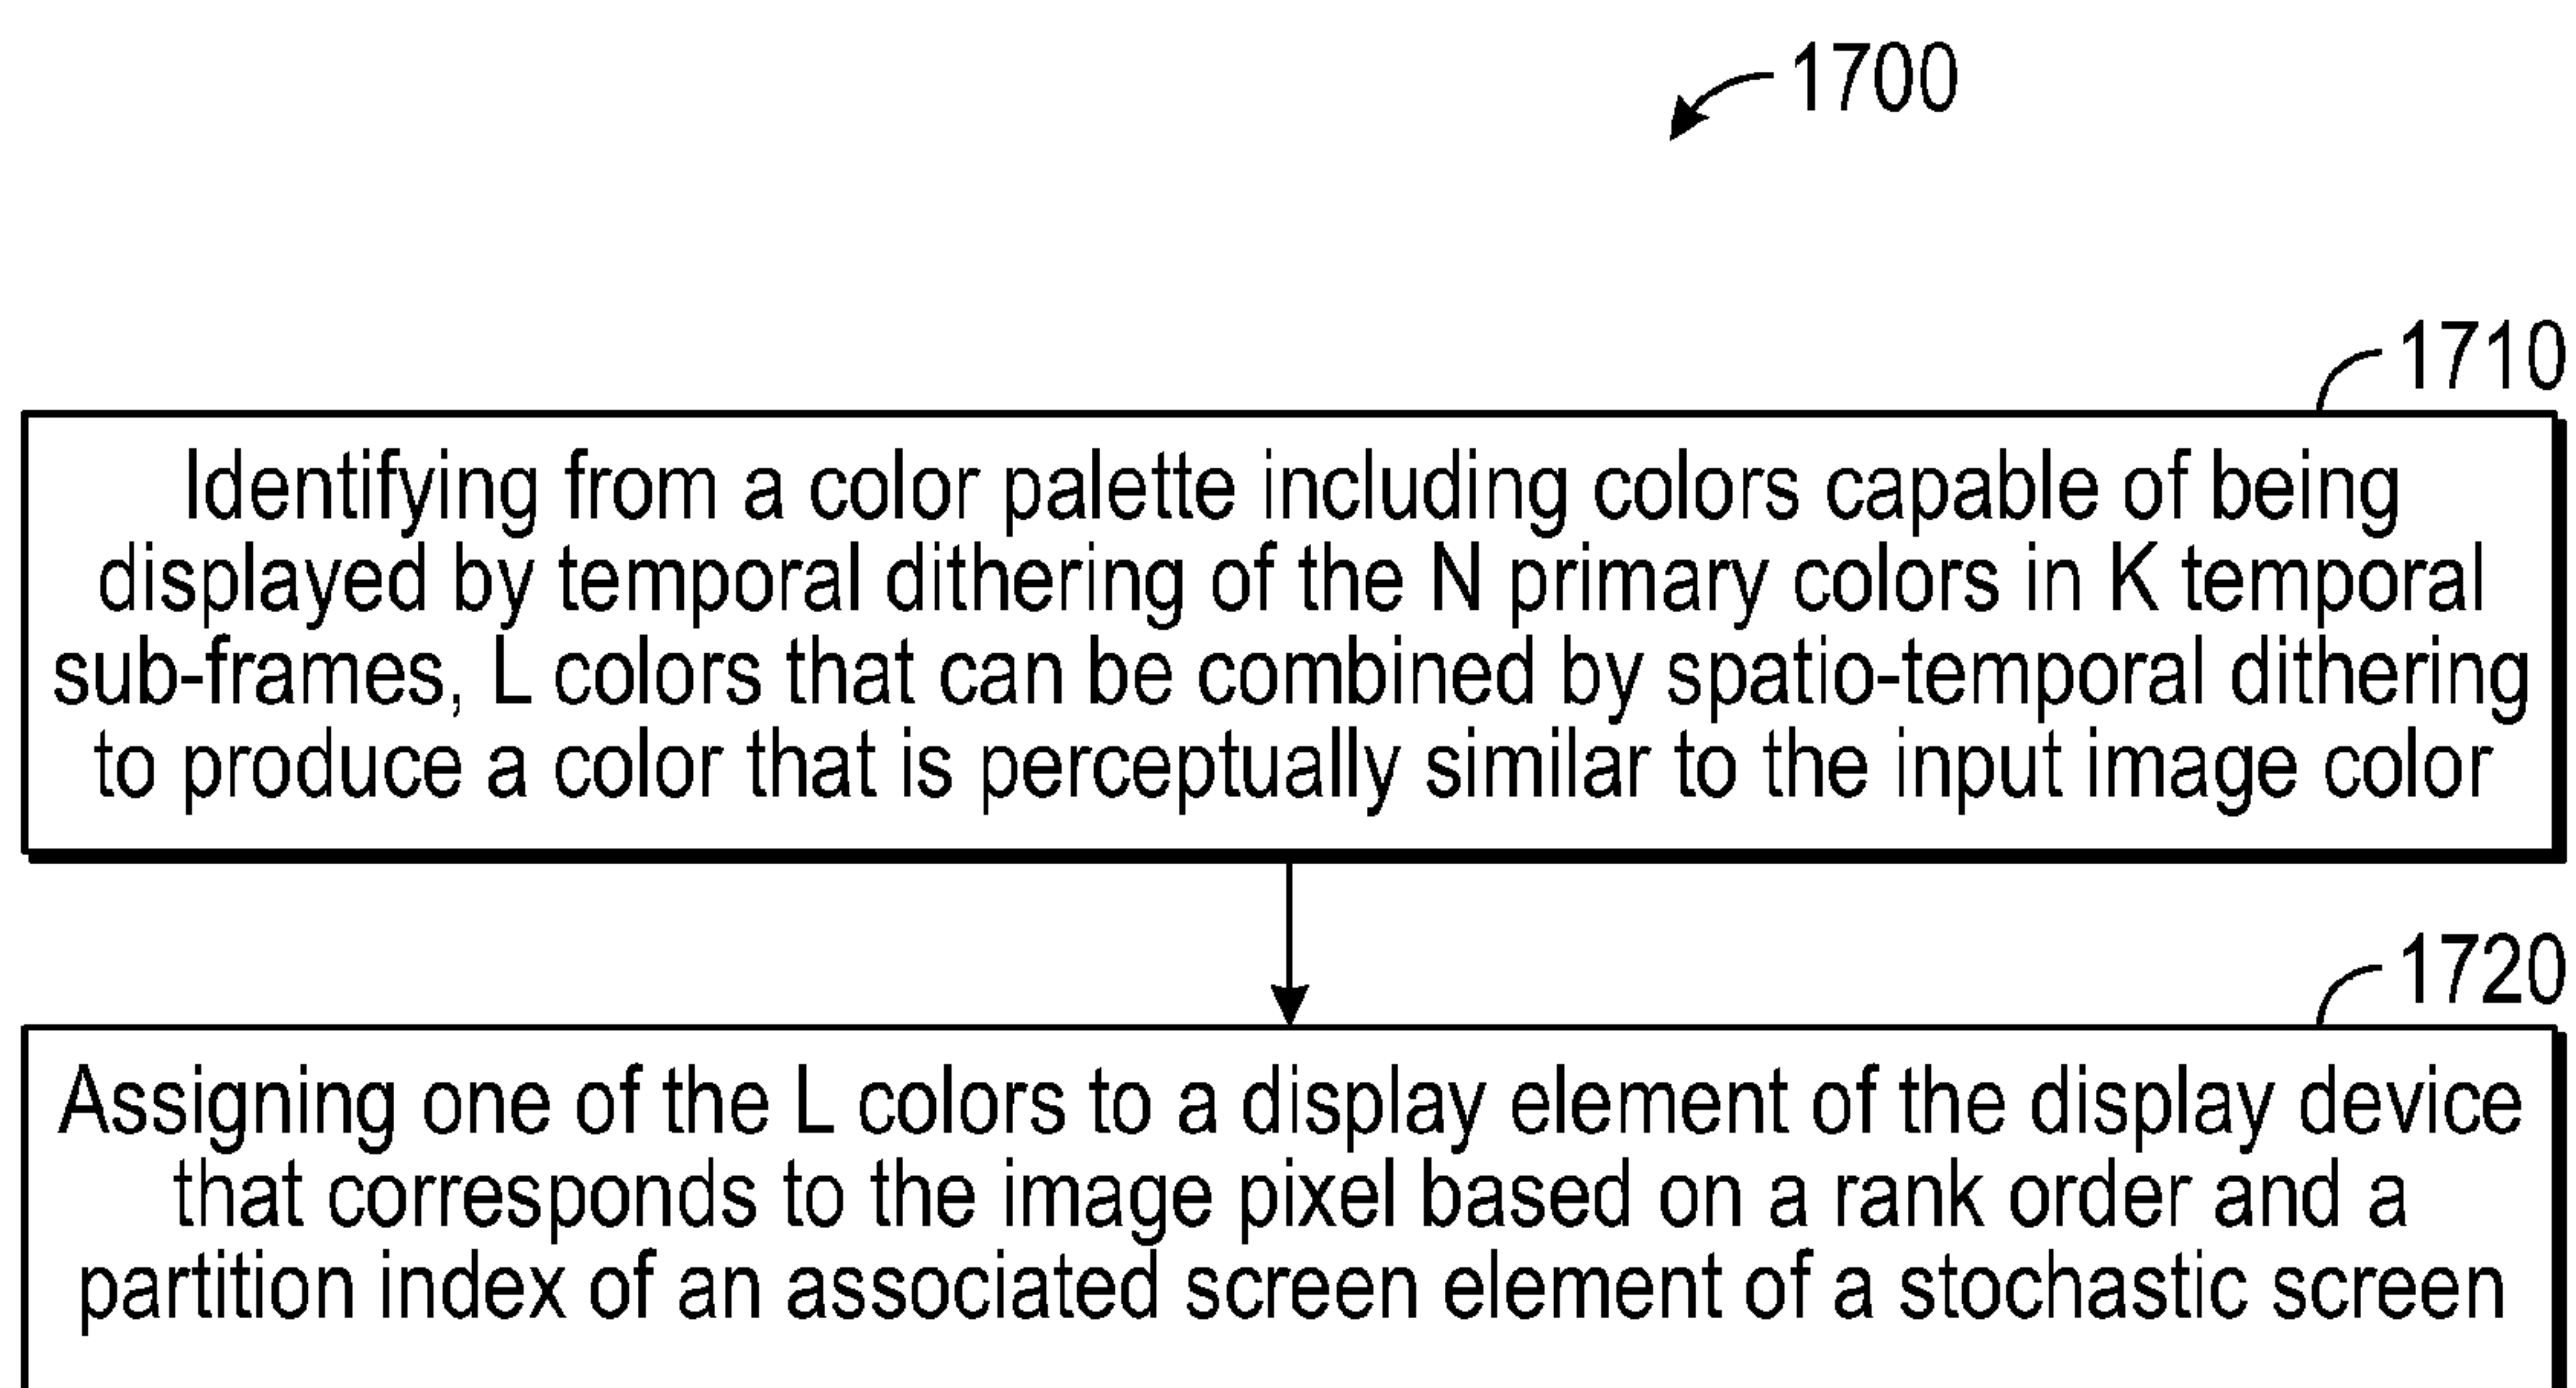 1700
1710
Identifying from a color palette including colors capable of being
displayed by temporal dithering of the N primary colors in K temporal
sub-frames, L colors that can be combined by spatio-temporal dithering
to produce a color that is perceptually similar to the input image color
1720
Assigning one of the L colors to a display element of the display device
that corresponds to the image pixel based on a rank order and a
partition index of an associated screen element of a stochastic screen